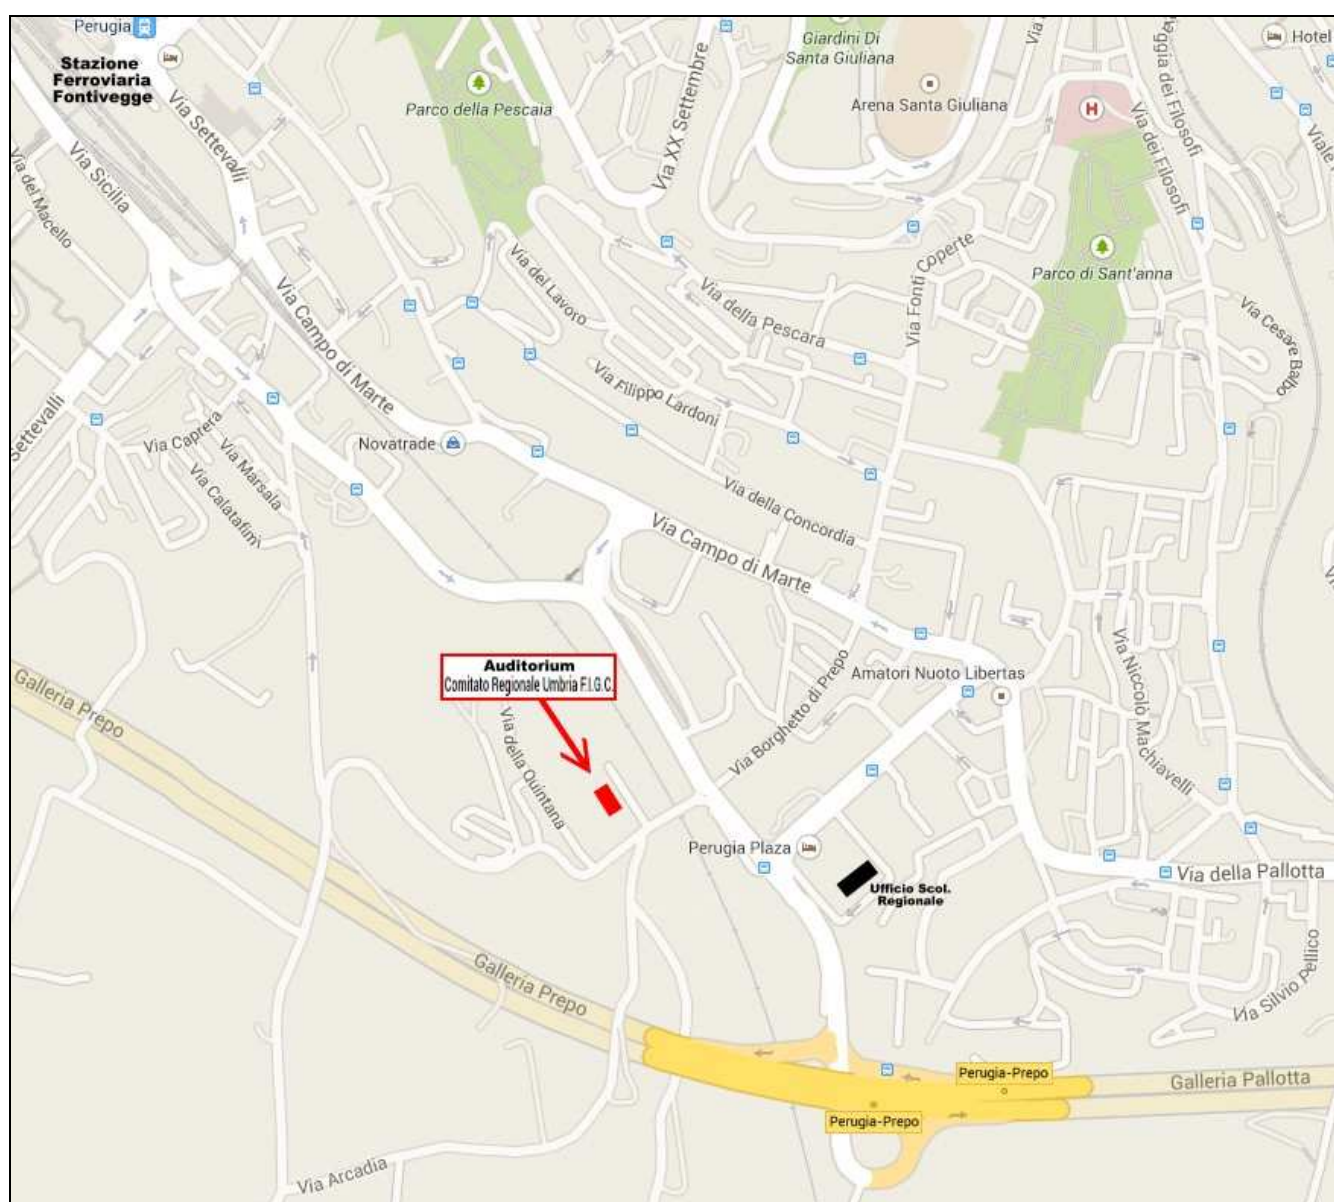 Perugia
Stazione
Ferroviaria
Fontivegge
Via Settevalli
Parco della Pescaia
Via XX Settembre
Giardini Di
Santa Giuliana
Arena Santa Giuliana
Hotel
H
Via dei Filosofi
Via dei Filosofi
Via Sicilia
Via del Macello
Via Campo di Marte
Via del Lavoro
Via della Pescara
Via Fonti Coperte
Parco di Sant'anna
Via Cesare Balbo
Via Filippo Lardoni
Settevalli
Via Caprera
Via Marsala
Via Calatafimi
Novatrade
Via della Concordia
Via Campo di Marte
Auditorium
Comitato Regionale Umbria F.I.G.C.
Amatori Nuoto Libertas
Via Niccolò Machiavelli
Via Borghetto di Prepo
Galleria Prepo
Via della Quintana
Perugia Plaza
Ufficio Scol.
Regionale
Via della Pallotta
Via Silvio Pellico
Galleria Prepo
Perugia-Prepo
Galleria Pallotta
Perugia-Prepo
Via Arcadia